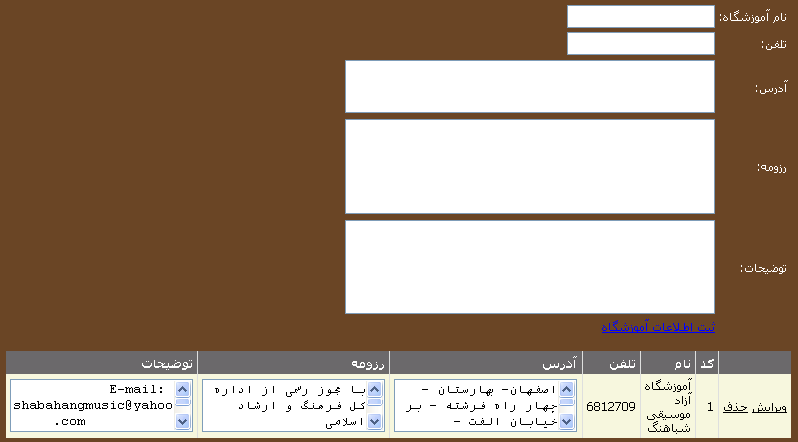 نام آموزشگاه:
تلفن:
آدرس:
رزومه:
توضیحات:
ثبت اطلاعات آموزشگاه
کد نام تلفن آدرس رزومه توضیحات
ویرایش حذف
1
آموزشگاه
آزاد
موسیقی
شباهنگ
6812709
اصفهان- بهارستان -
چهار راه فرشته - بر
خیابان الفت -
با مجوز رسمی از اداره
کل فرهنگ و ارشاد
اسلامی
E-mail:
shabahangmusic@yahoo
.com